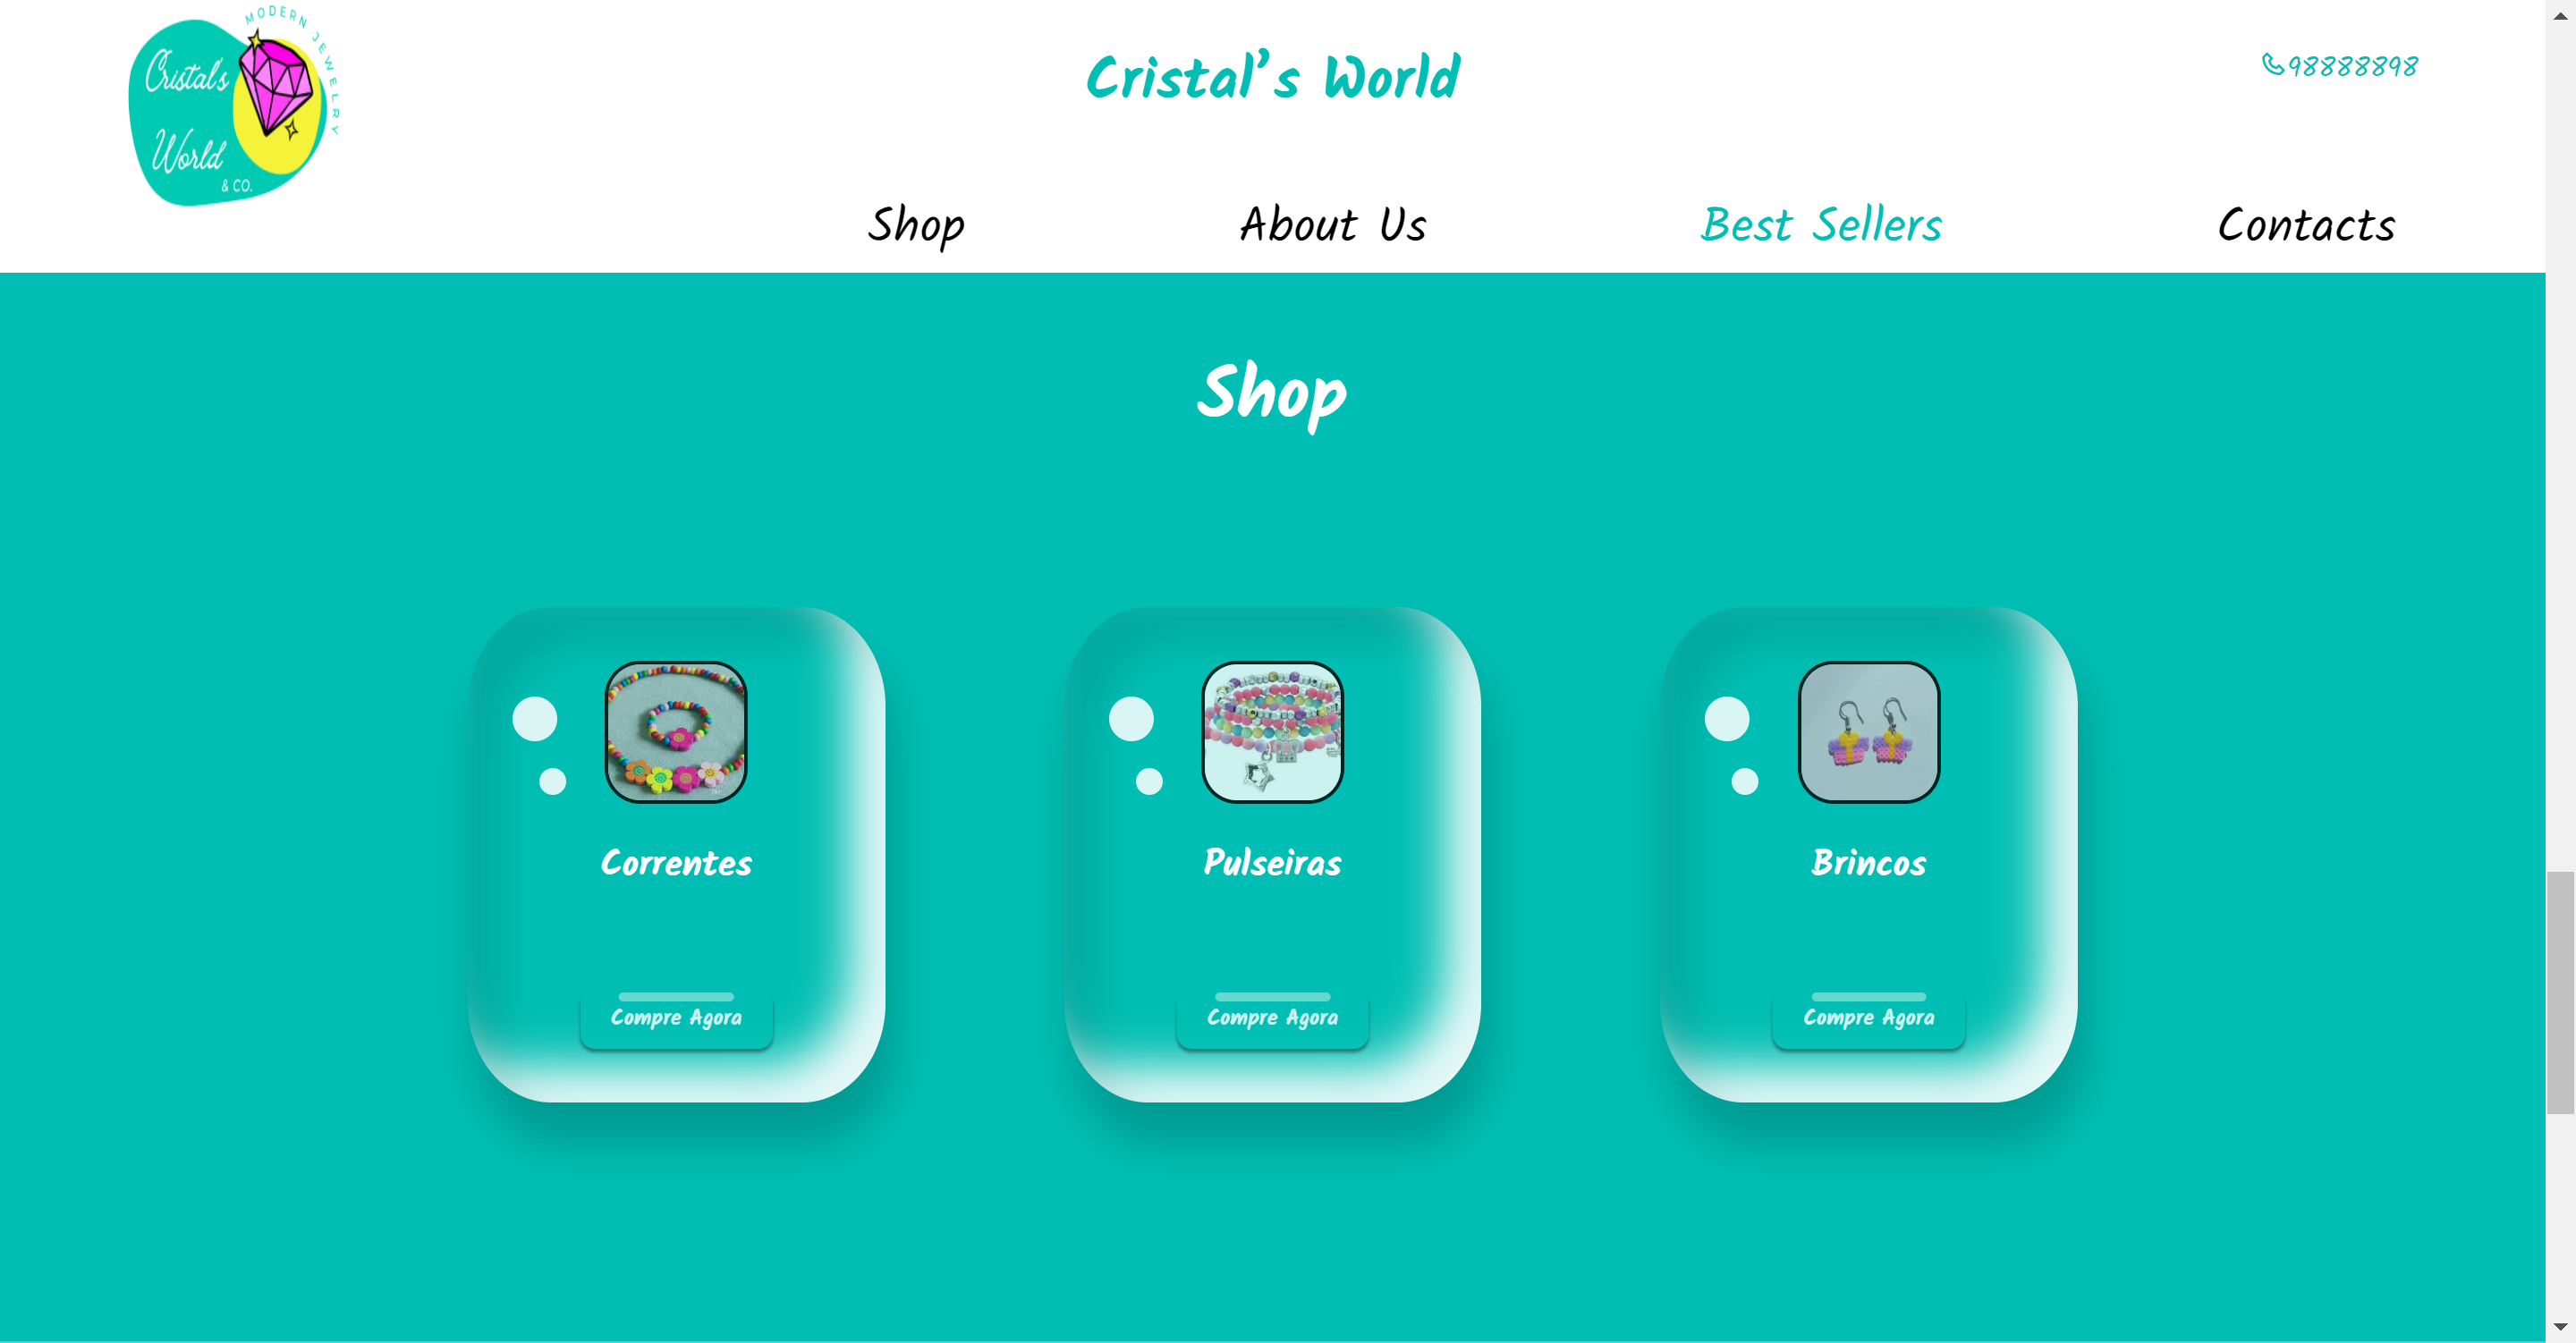 MODERN JEWELRY
Cristal's
World
& CO.
Cristal's World
98888898
Shop
About Us
Best Sellers
Contacts
Shop
Correntes
Pulseiras
Brincos
Compre Agora
Compre Agora
Compre Agora